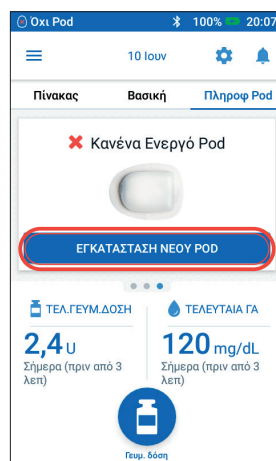 Όχι Pod 100% 20:07
10 Ιουν
Πίνακας Βασική Πληροφ Pod
Κανένα Ενεργό Pod
ΕΓΚΑΤΑΣΤΑΣΗ ΝΕΟΥ POD
ΤΕΛ.ΓΕΥΜ.ΔΟΣΗ
2,4 U
Σήμερα (πριν από 3
λεπ)
ΤΕΛΕΥΤΑΙΑ ΓΑ
120 mg/dL
Σήμερα (πριν από 3
λεπ)
Γευμ. δόση